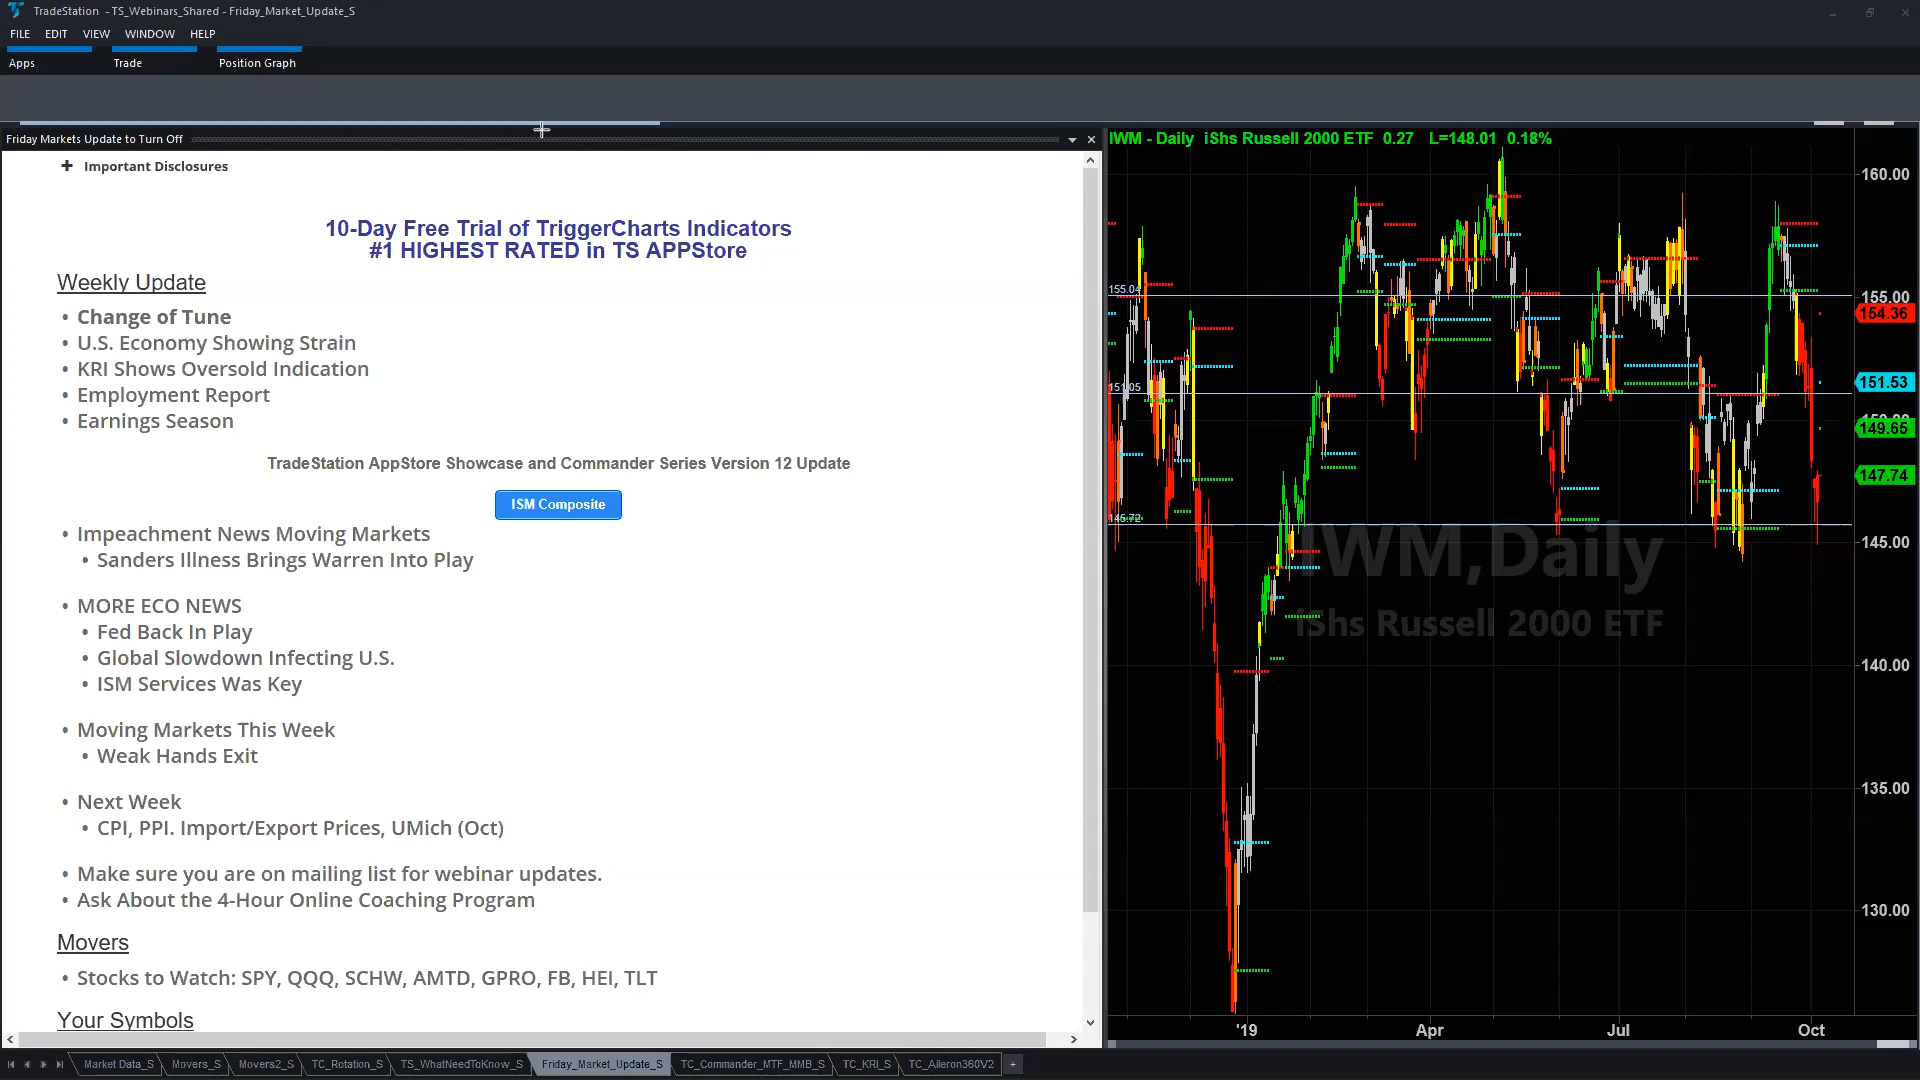 TradeStation - TS_Webinars_Shared - Friday_Market_Update_S
FILE EDIT VIEW WINDOW HELP
Apps Trade Position Graph
Friday Markets Update to Turn Off
Important Disclosures
10-Day Free Trial of TriggerCharts Indicators
#1 HIGHEST RATED in TS APPStore
Weekly Update
• Change of Tune
• U.S. Economy Showing Strain
• KRI Shows Oversold Indication
• Employment Report
• Earnings Season
TradeStation AppStore Showcase and Commander Series Version 12 Update
ISM Composite
• Impeachment News Moving Markets
• Sanders Illness Brings Warren Into Play
• MORE ECO NEWS
• Fed Back In Play
• Global Slowdown Infecting U.S.
• ISM Services Was Key
• Moving Markets This Week
• Weak Hands Exit
• Next Week
• CPI, PPI. Import/Export Prices, UMich (Oct)
• Make sure you are on mailing list for webinar updates.
• Ask About the 4-Hour Online Coaching Program
Movers
• Stocks to Watch: SPY, QQQ, SCHW, AMTD, GPRO, FB, HEI, TLT
Your Symbols
IWM - Daily iShs Russell 2000 ETF 0.27 L=148.01 0.18%
160.00
155.04
155.00
154.36
151.53
151.05
150.00
149.65
147.74
145.72
145.00
IWM,Daily
iShs Russell 2000 ETF
140.00
135.00
130.00
'19 Apr Jul Oct
Market Data_S Movers_S Movers2_S TC_Rotation_S TS_WhatNeedToKnow_S Friday_Market_Update_S TC_Commander_MTF_MMB_S TC_KRI_S TC_Aileron360V2 +